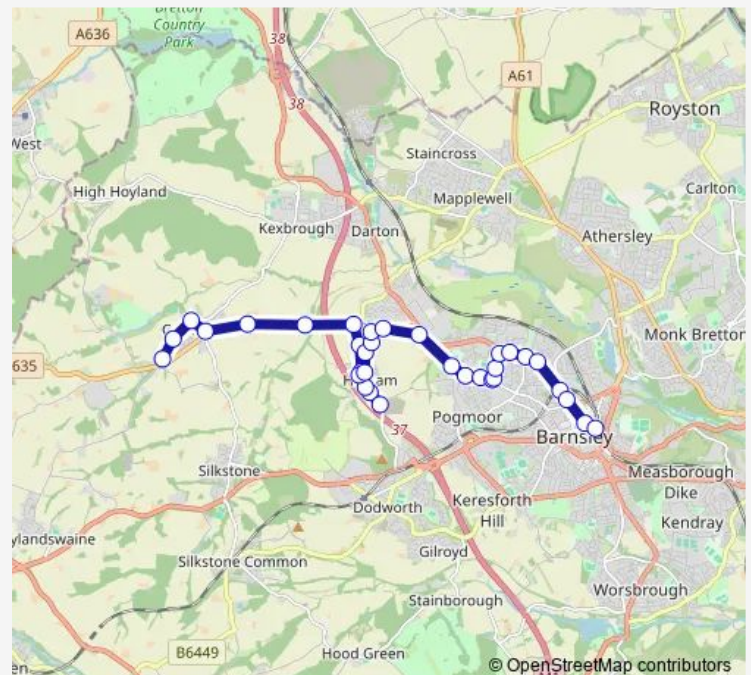 Bretton
Country
Park
A636
38
38
A61
Royston
West
Staincross
High Hoyland
Mapplewell
Carlton
Kexbrough
Darton
Athersley
Monk Bretton
635
Pogmoor
37
Barnsley
Silkstone
Measborough
Dike
Dodworth
Keresforth
Hill
Kendray
ylandswaine
Gilroyd
Silkstone Common
Stainborough
Worsbrough
B6449
Hood Green
en
© OpenStreetMap contributors